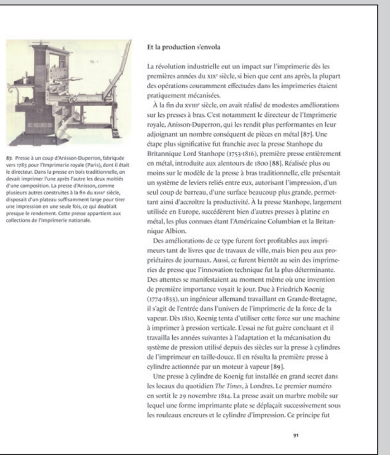 Et la production s'envola
La révolution industrielle eut un impact sur l'imprimerie dès les
premières années du XIXe siècle, si bien que cent ans après, la plupart
des opérations couramment effectuées dans les imprimeries étaient
pratiquement mécanisées.
À la fin du XVIIIe siècle, on avait réalisé de modestes améliorations
sur les presses à bras. C'est notamment le directeur de l'Imprimerie
royale, Anisson-Duperron, qui les rendit plus performantes en leur
adjoignant un nombre conséquent de pièces en métal [87]. Une
étape plus significative fut franchie avec la presse Stanhope du
Britannique Lord Stanhope (1753-1816), première presse entièrement
en métal, introduite aux alentours de 1800 [88]. Réalisée plus ou
moins sur le modèle de la presse à bras traditionnelle, elle présentait
un système de leviers reliés entre eux, autorisant l'impression, d'un
seul coup de barreau, d'une surface beaucoup plus grande, permet-
tant ainsi d'accroître la productivité. À la presse Stanhope, largement
utilisée en Europe, succédèrent bien d'autres presses à platine en
métal, les plus connues étant l'Américaine Columbian et la Britan-
nique Albion.
Des améliorations de ce type furent fort profitables aux impri-
meurs tant de livres que de travaux de ville, mais bien peu aux pro-
priétaires de journaux. Aussi, ce furent bientôt au sein des imprime-
ries de presse que l'innovation technique fut la plus déterminante.
Des attentes se manifestaient au moment même où une invention
de première importance voyait le jour. Due à Friedrich Koenig
(1774-1833), un ingénieur allemand travaillant en Grande-Bretagne,
il s'agit de l'entrée dans l'univers de l'imprimerie de la force de la
vapeur. Dès 1810, Koenig tenta d'utiliser cette force sur une machine
à imprimer à pression verticale. L'essai ne fut guère concluant et il
travailla les années suivantes à l'adaptation et la mécanisation du
système de pression utilisé depuis des siècles sur la presse à cylindres
de l'imprimeur en taille-douce. Il en résulta la première presse à
cylindre actionnée par un moteur à vapeur [89].
Une presse à cylindre de Koenig fut installée en grand secret dans
les locaux du quotidien The Times, à Londres. Le premier numéro
en sortit le 29 novembre 1814. La presse avait un marbre mobile sur
lequel une forme imprimante plate se déplaçait successivement sous
les rouleaux encreurs et le cylindre d'impression. Ce principe fut
87. Presse à un coup d'Anisson-Duperron, fabriquée
vers 1783 pour l'Imprimerie royale (Paris), dont il était
le directeur. Dans la presse en bois traditionnelle, on
devait imprimer l'une après l'autre les deux moitiés
d'une composition. La presse d'Anisson, comme
plusieurs autres construites à la fin du XVIIIe siècle,
disposait d'un plateau suffisamment large pour tirer
une impression en une seule fois, ce qui doublait
presque le rendement. Cette presse appartient aux
collections de l'Imprimerie nationale.
91